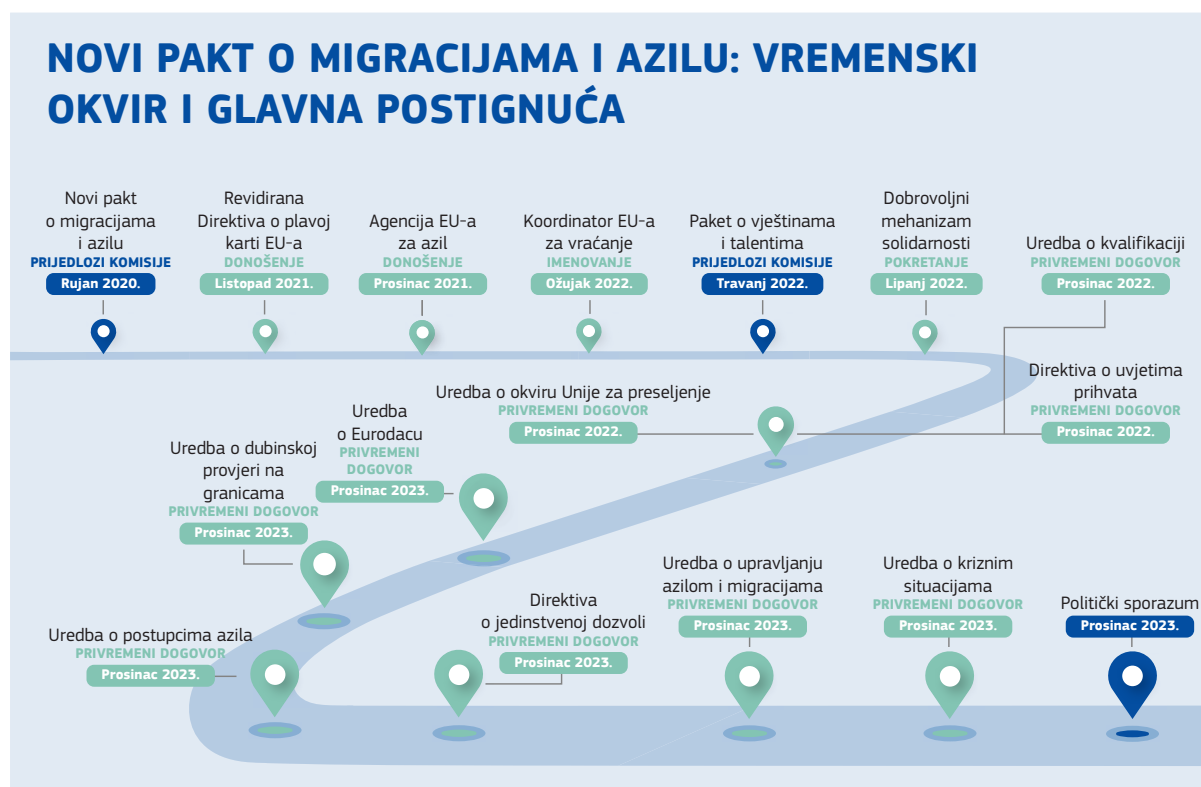 NOVI PAKT O MIGRACIJAMA I AZILU: VREMENSKI
OKVIR I GLAVNA POSTIGNUĆA
Novi pakt
o migracijama
i azilu
PRIJEDLOZI KOMISIJE
Rujan 2020.
Revidirana
Direktiva o plavoj
karti EU-a
DONOŠENJE
Listopad 2021.
Agencija EU-a
za azil
DONOŠENJE
Prosinac 2021.
Koordinator EU-a
za vraćanje
IMENOVANJE
Ožujak 2022.
Paket o vještinama
i talentima
PRIJEDLOZI KOMISIJE
Travanj 2022.
Dobrovoljni
mehanizam
solidarnosti
POKRETANJE
Lipanj 2022.
Uredba o kvalifikaciji
PRIVREMENI DOGOVOR
Prosinac 2022.
Direktiva o uvjetima
prihvata
PRIVREMENI DOGOVOR
Prosinac 2022.
Uredba o okviru Unije za preseljenje
PRIVREMENI DOGOVOR
Prosinac 2022.
Uredba
o Eurodacu
PRIVREMENI
DOGOVOR
Prosinac 2023.
Uredba o dubinskoj
provjeri na
granicama
PRIVREMENI DOGOVOR
Prosinac 2023.
Uredba o postupcima azila
PRIVREMENI DOGOVOR
Prosinac 2023.
Direktiva
o jedinstvenoj dozvoli
PRIVREMENI DOGOVOR
Prosinac 2023.
Uredba o upravljanju
azilom i migracijama
PRIVREMENI DOGOVOR
Prosinac 2023.
Uredba o kriznim
situacijama
PRIVREMENI DOGOVOR
Prosinac 2023.
Politički sporazum
Prosinac 2023.